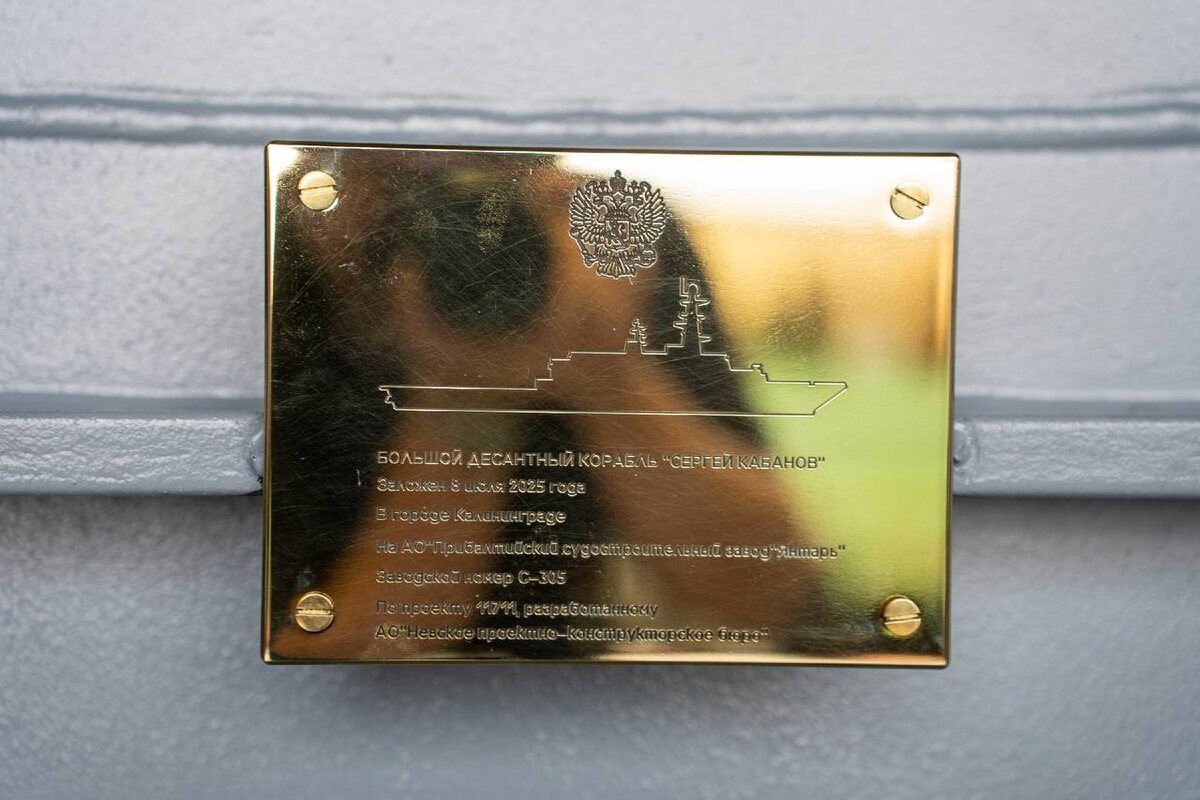 БОЛЬШОЙ ДЕСАНТНЫЙ КОРАБЛЬ "СЕРГЕЙ КАБАНОВ"
Заложен 8 июля 2025 года
В городе Калининграде
На АО"Прибалтийский судостроительный завод"Янтарь"
Заводской номер С-305
По проекту 11711, разработанному
АО"Невское проектно-конструкторское бюро"